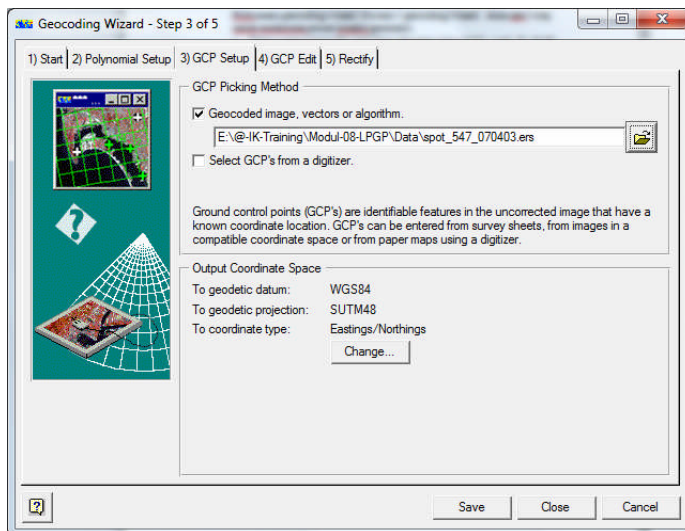 Geocoding Wizard - Step 3 of 5
1) Start 2) Polynomial Setup 3) GCP Setup 4) GCP Edit 5) Rectify
GCP Picking Method
Geocoded image, vectors or algorithm.
E:\@-IK-Training\Modul-08-LPGP\Data\spot_547_070403.ers
Select GCP's from a digitizer.
Ground control points (GCP's) are identifiable features in the uncorrected image that have a
known coordinate location. GCP's can be entered from survey sheets, from images in a
compatible coordinate space or from paper maps using a digitizer.
Output Coordinate Space
To geodetic datum: WGS84
To geodetic projection: SUTM48
To coordinate type: Eastings/Northings
Change...
Save Close Cancel